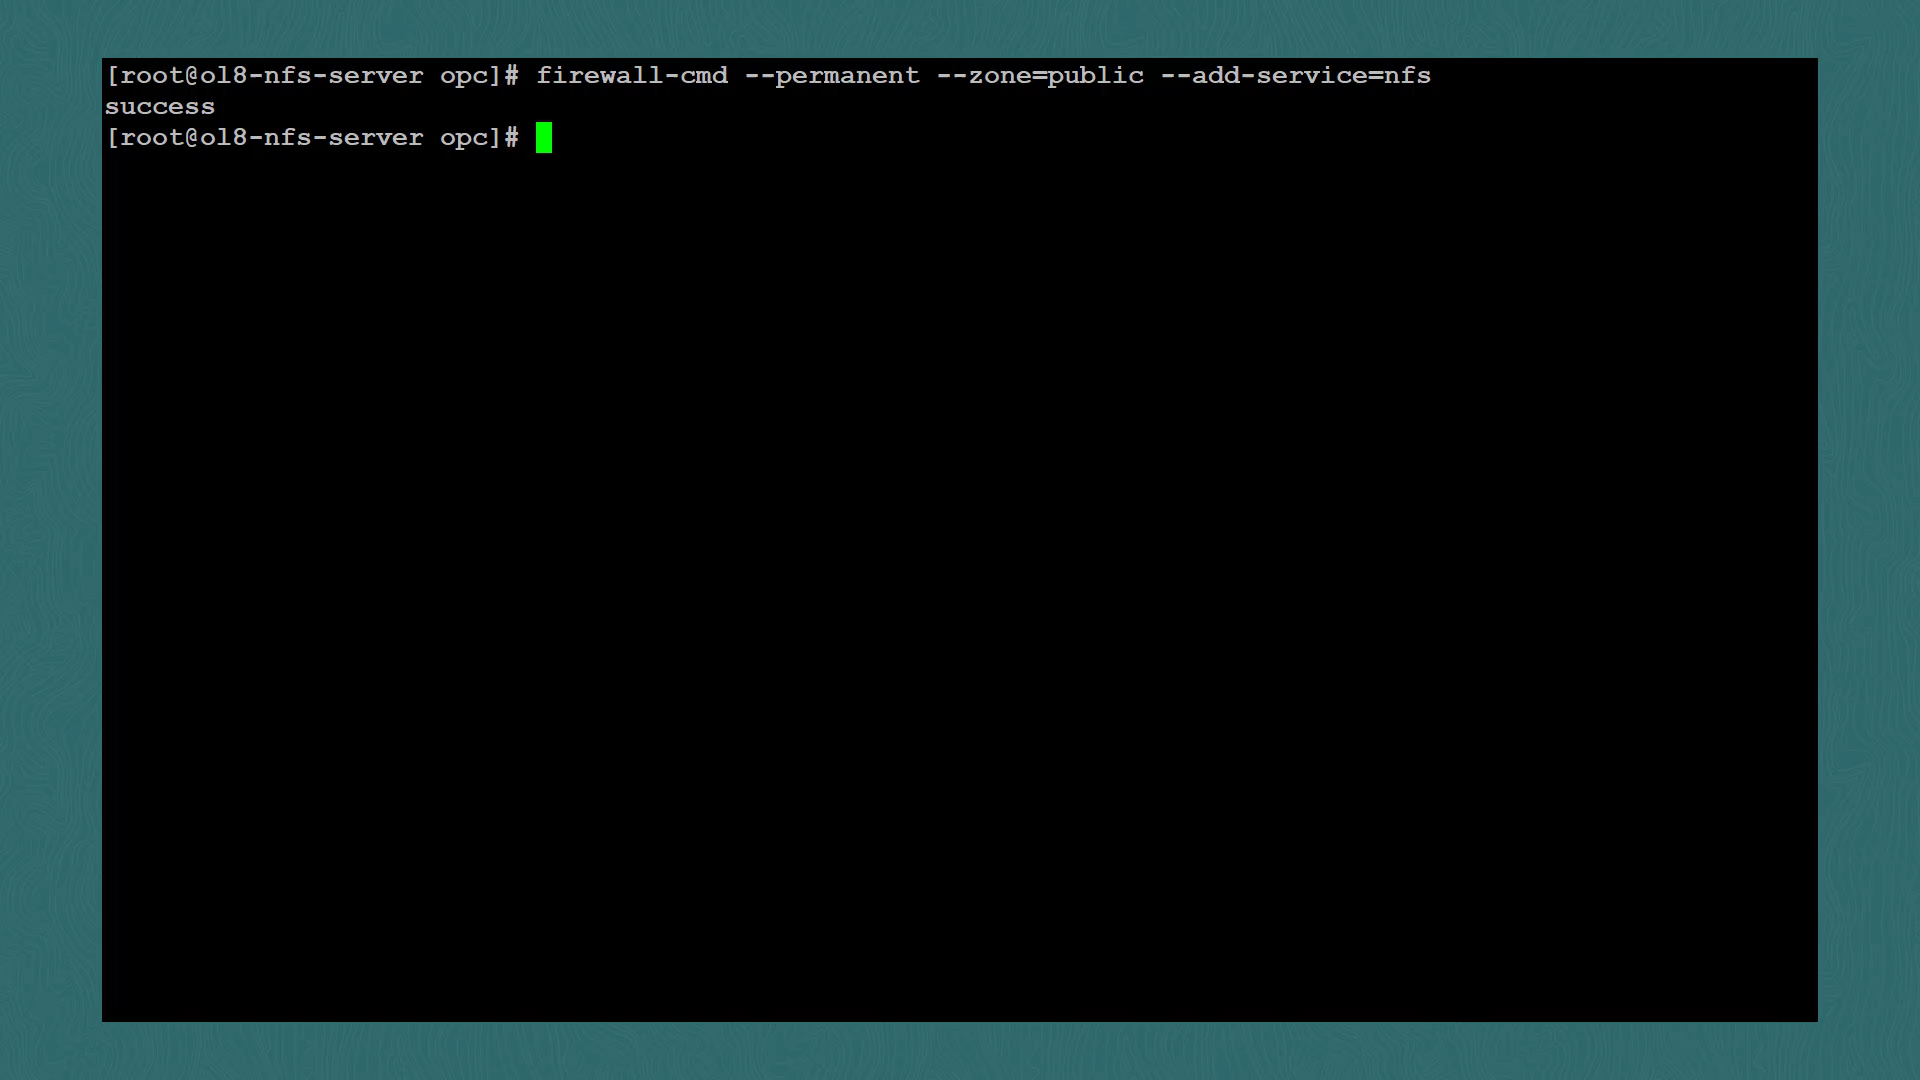 [root@ol8-nfs-server opc]# firewall-cmd --permanent --zone=public --add-service=nfs
success
[root@ol8-nfs-server opc]#